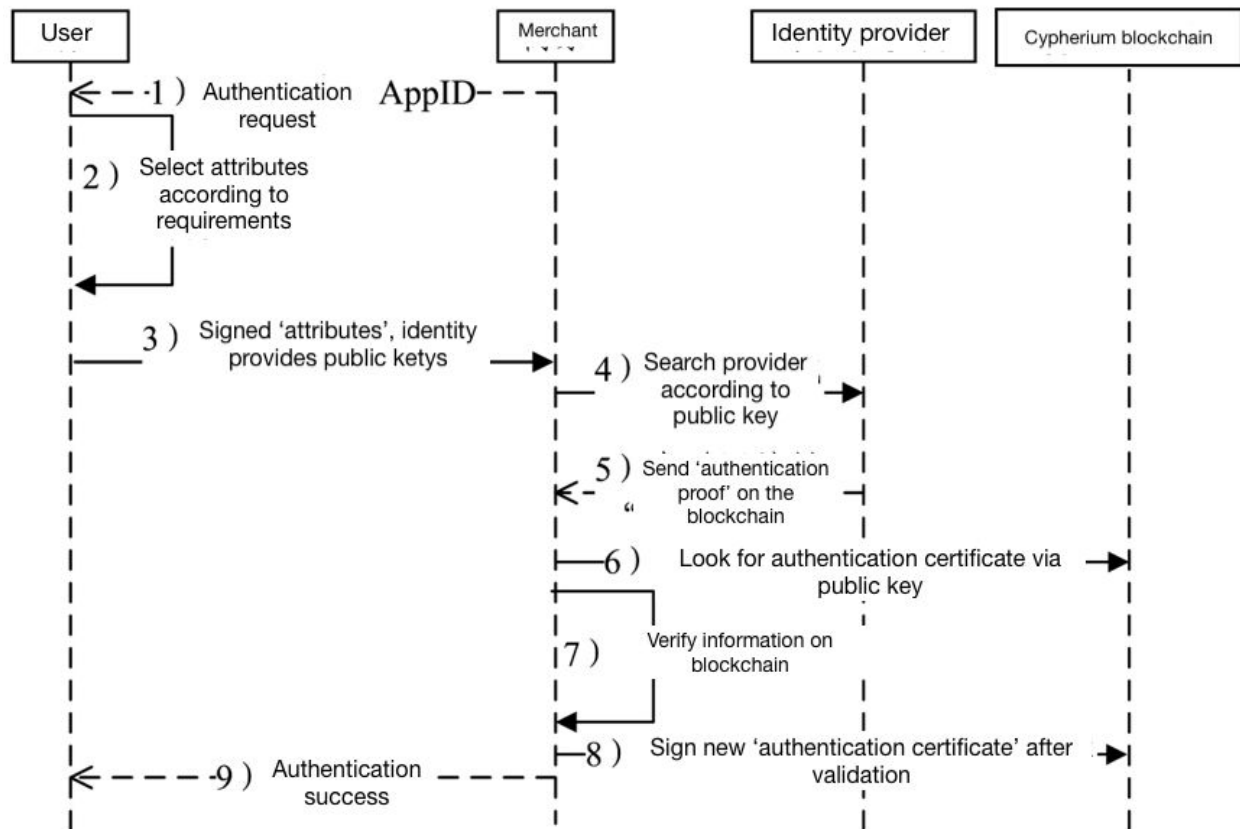 User
Merchant
Identity provider
Cypherium blockchain
1) Authentication AppID
request
2) Select attributes
according to
requirements
3) Signed ‘attributes’, identity
provides public ketys
4) Search provider
according to
public key
5) Send ‘authentication
proof’ on the
“ blockchain
6) Look for authentication certificate via
public key
7) Verify information on
blockchain
8) Sign new ‘authentication certificate’ after
validation
9) Authentication
success